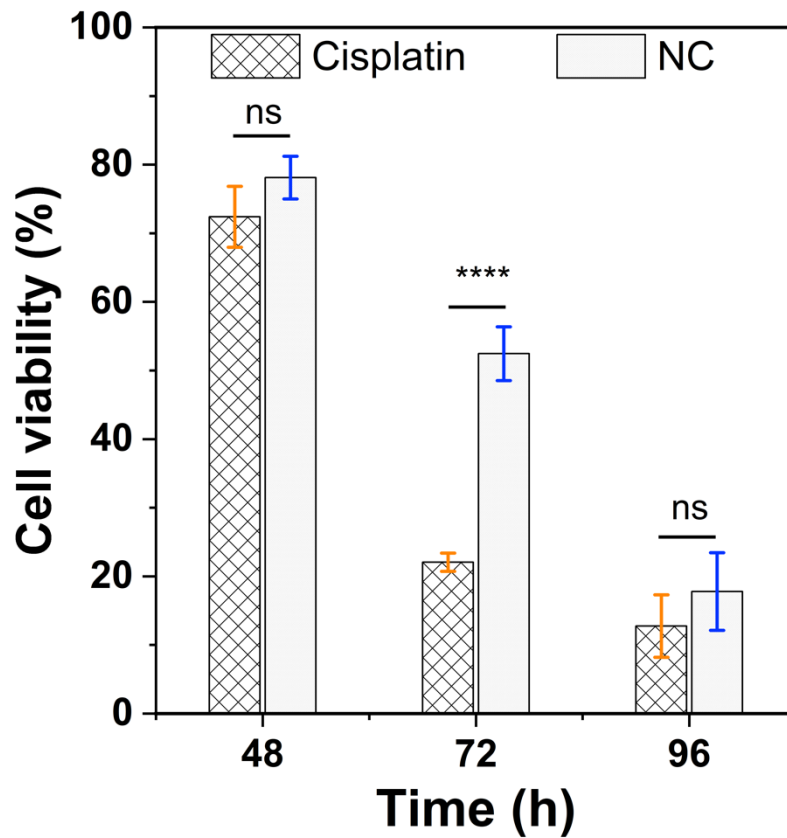 100
80
60
40
20
0
Cell viability (%)
Cisplatin
NC
ns
****
ns
48
72
96
Time (h)